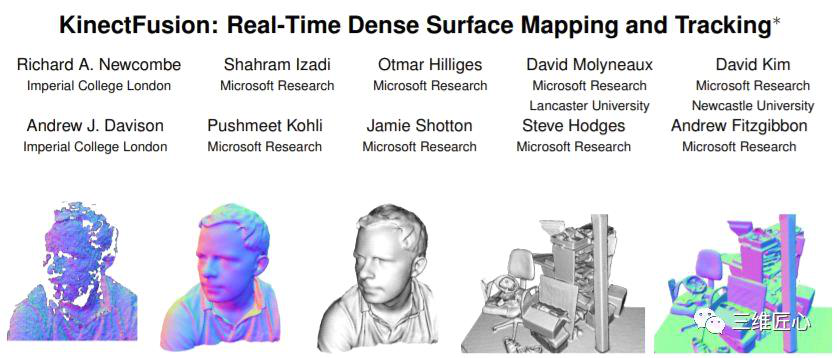 KinectFusion: Real-Time Dense Surface Mapping and Tracking*
Richard A. Newcombe Shahram Izadi Otmar Hilliges David Molyneaux David Kim
Imperial College London Microsoft Research Microsoft Research Microsoft Research Microsoft Research
Lancaster University Newcastle University
Andrew J. Davison Pushmeet Kohli Jamie Shotton Steve Hodges Andrew Fitzgibbon
Imperial College London Microsoft Research Microsoft Research Microsoft Research Microsoft Research
三维匠心